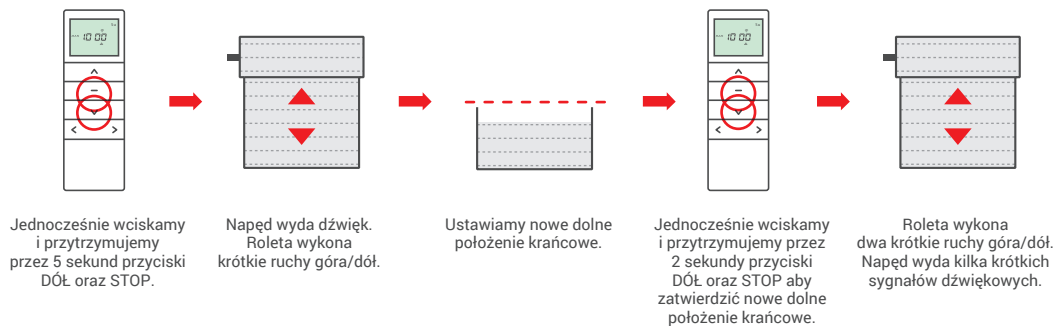 10 00
10 00
Jednocześnie wciskamy
i przytrzymujemy
przez 5 sekund przyciski
DÓŁ oraz STOP.
Napęd wyda dźwięk.
Roleta wykona
krótkie ruchy góra/dół.
Ustawiamy nowe dolne
położenie krańcowe.
Jednocześnie wciskamy
i przytrzymujemy przez
2 sekundy przyciski
DÓŁ oraz STOP aby
zatwierdzić nowe dolne
położenie krańcowe.
Roleta wykona
dwa krótkie ruchy góra/dół.
Napęd wyda kilka krótkich
sygnałów dźwiękowych.